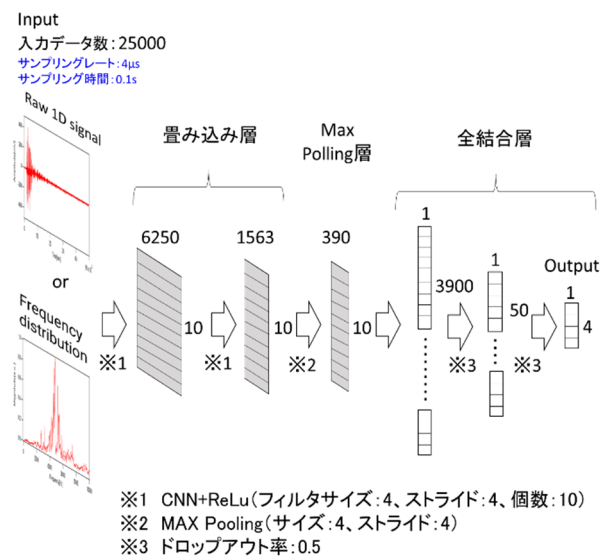 Input
入力データ数：25000
サンプリングレート：4μs
サンプリング時間：0.1s
Raw 1D signal
or
Frequency
distribution
畳み込み層
Max
Polling層
全結合層
6250
1563
390
1
1
Output
1
3900
50
4
10
10
10
※1
※1
※2
※3
※3
※1 CNN+ReLu（フィルタサイズ：4、ストライド：4、個数：10）
※2 MAX Pooling（サイズ：4、ストライド：4）
※3 ドロップアウト率：0.5